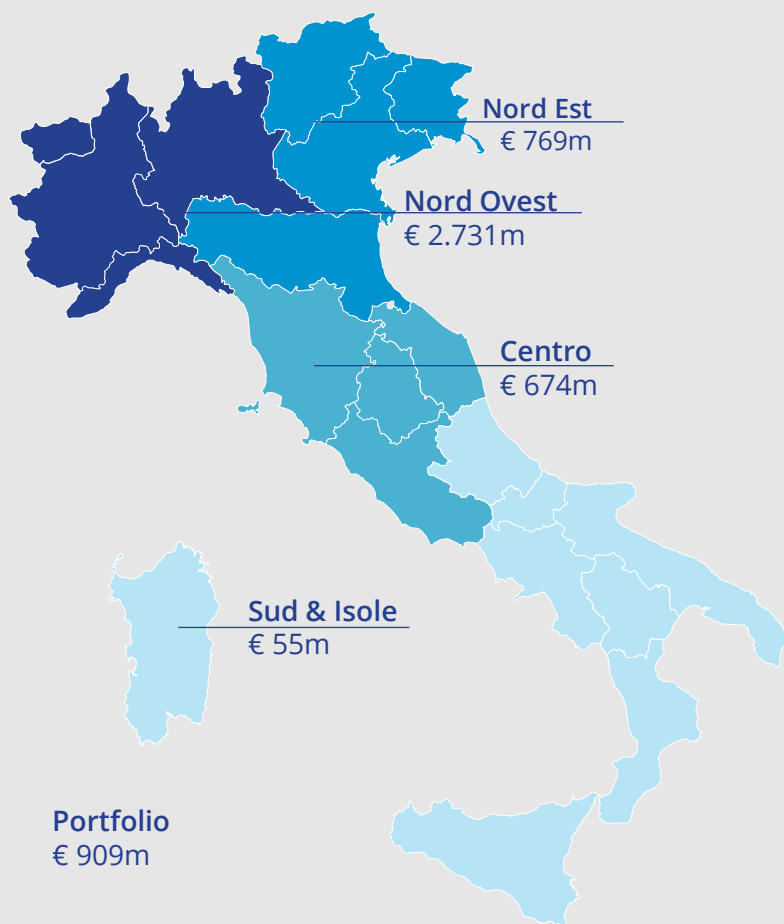 Nord Est
€ 769m
Nord Ovest
€ 2.731m
Centro
€ 674m
Sud & Isole
€ 55m
Portfolio
€ 909m